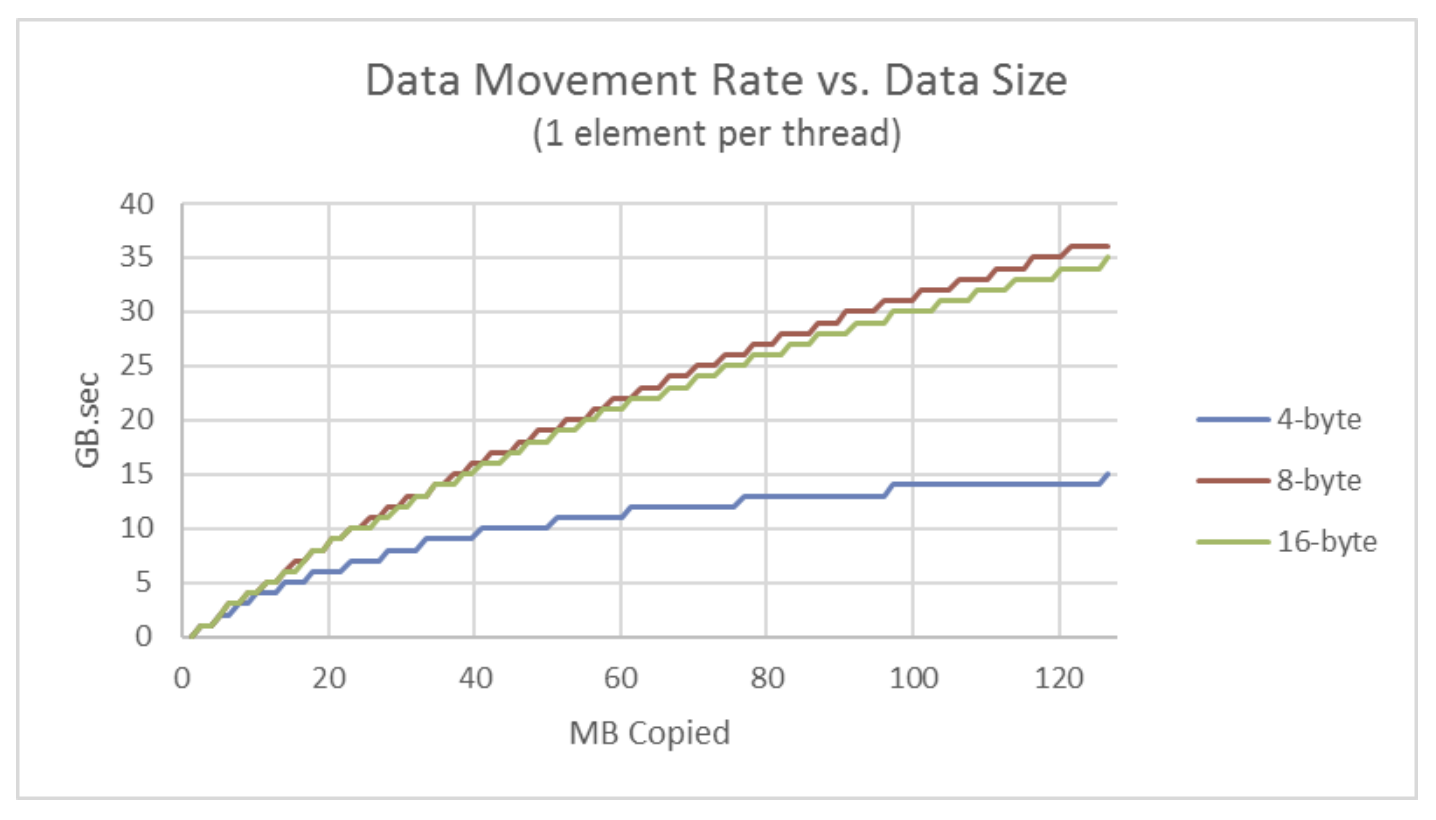 Data Movement Rate vs. Data Size
(1 element per thread)
40
35
30
25
20
15
10
5
0
GB.sec
0 20 40 60 80 100 120
MB Copied
4-byte
8-byte
16-byte